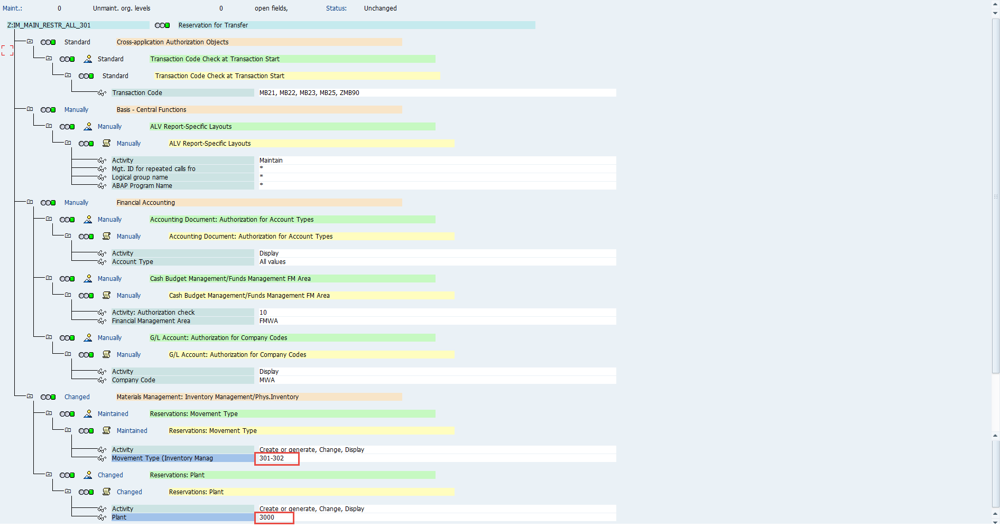 Maint.: 0 Unmaint. org. levels 0 open fields, Status: Unchanged
Z:IM_MAIN_RESTR_ALL_301 Reservation for Transfer
Standard Cross-application Authorization Objects
Standard Transaction Code Check at Transaction Start
Standard Transaction Code Check at Transaction Start
Transaction Code MB21, MB22, MB23, MB25, ZMB90
Manually Basis - Central Functions
Manually ALV Report-Specific Layouts
Manually ALV Report-Specific Layouts
Activity Maintain
Mgt. ID for repeated calls fro *
Logical group name *
ABAP Program Name *
Manually Financial Accounting
Manually Accounting Document: Authorization for Account Types
Manually Accounting Document: Authorization for Account Types
Activity Display
Account Type All values
Manually Cash Budget Management/Funds Management FM Area
Manually Cash Budget Management/Funds Management FM Area
Activity: Authorization check 10
Financial Management Area FMWA
Manually G/L Account: Authorization for Company Codes
Manually G/L Account: Authorization for Company Codes
Activity Display
Company Code MWA
Changed Materials Management: Inventory Management/Phys.Inventory
Maintained Reservations: Movement Type
Maintained Reservations: Movement Type
Activity Create or generate, Change, Display
Movement Type (Inventory Manag 301-302
Changed Reservations: Plant
Changed Reservations: Plant
Activity Create or generate, Change, Display
Plant 3000